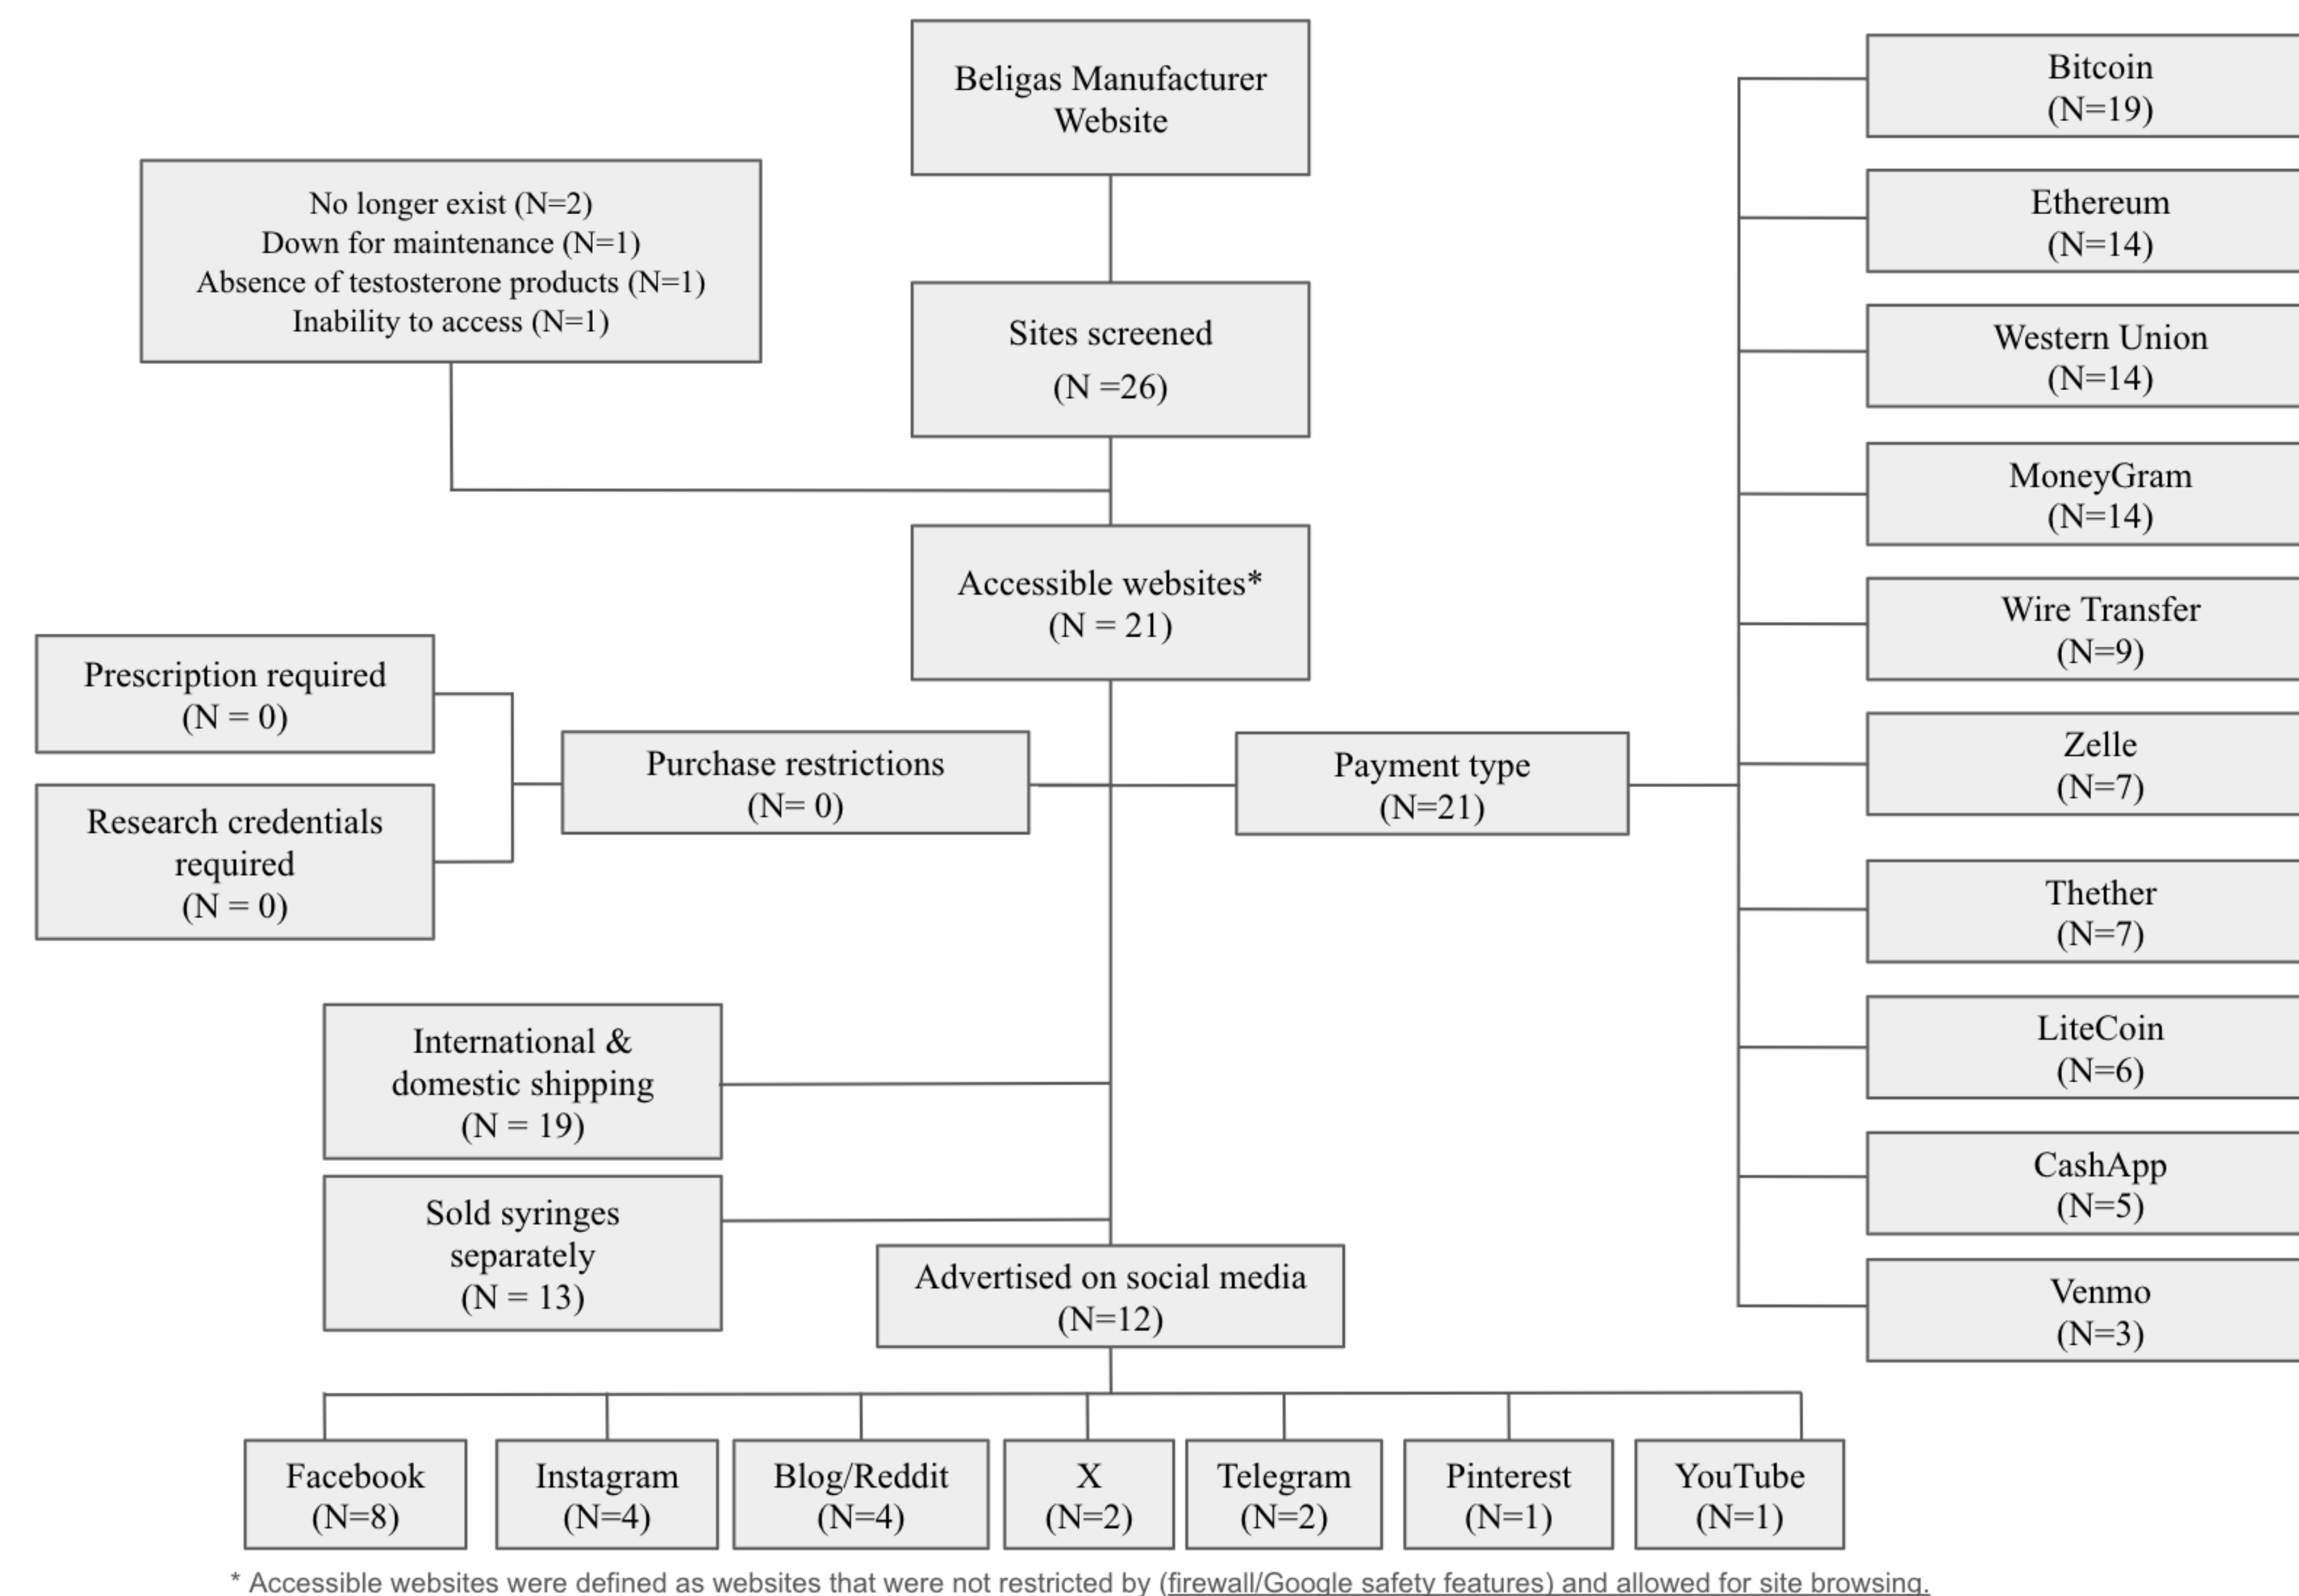 Beligas Manufacturer
Website
No longer exist (N=2)
Down for maintenance (N=1)
Absence of testosterone products (N=1)
Inability to access (N=1)
Sites screened
(N =26)
Accessible websites*
(N = 21)
Prescription required
(N = 0)
Research credentials
required
(N = 0)
Purchase restrictions
(N= 0)
Payment type
(N=21)
Bitcoin
(N=19)
Ethereum
(N=14)
Western Union
(N=14)
MoneyGram
(N=14)
Wire Transfer
(N=9)
Zelle
(N=7)
Thether
(N=7)
LiteCoin
(N=6)
CashApp
(N=5)
Venmo
(N=3)
International &
domestic shipping
(N = 19)
Sold syringes
separately
(N = 13)
Advertised on social media
(N=12)
Facebook
(N=8)
Instagram
(N=4)
Blog/Reddit
(N=4)
X
(N=2)
Telegram
(N=2)
Pinterest
(N=1)
YouTube
(N=1)
* Accessible websites were defined as websites that were not restricted by (firewall/Google safety features) and allowed for site browsing.